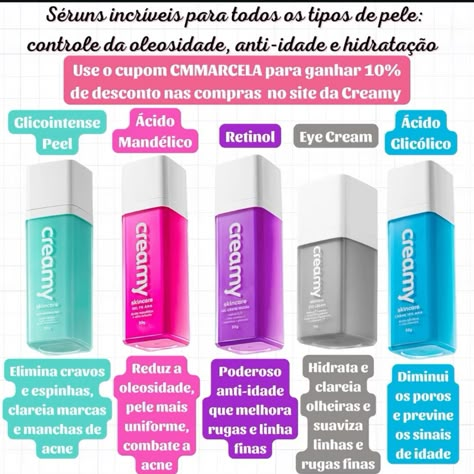 Séruns incríveis para todos os tipos de pele:
controle da oleosidade, anti-idade e hidratação
Use o cupom CMMARCELA para ganhar 10%
de desconto nas compras no site da Creamy
Glicointense
Peel
Ácido
Mandélico
Retinol
Eye Cream
Ácido
Glicólico
creamy
skincare
creamy
skincare
30g
creamy
skincare
30g
creamy
skincare
creamy
skincare
30g
Elimina cravos
e espinhas,
clareia marcas
e manchas de
acne
Reduz a
oleosidade,
pele mais
uniforme,
combate a
acne
Poderoso
anti-idade
que melhora
rugas e linha
finas
Hidrata e
clareia
olheiras e
suaviza
linhas e
rugas finas
Diminui
os poros e
previne
os sinais
de idade